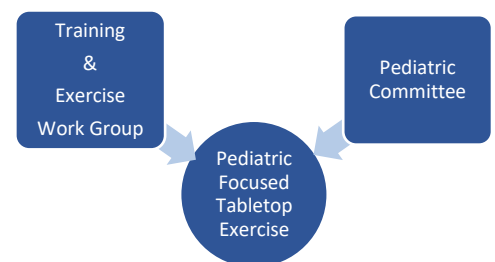 Training
&
Exercise
Work Group
Pediatric
Committee
Pediatric
Focused
Tabletop
Exercise